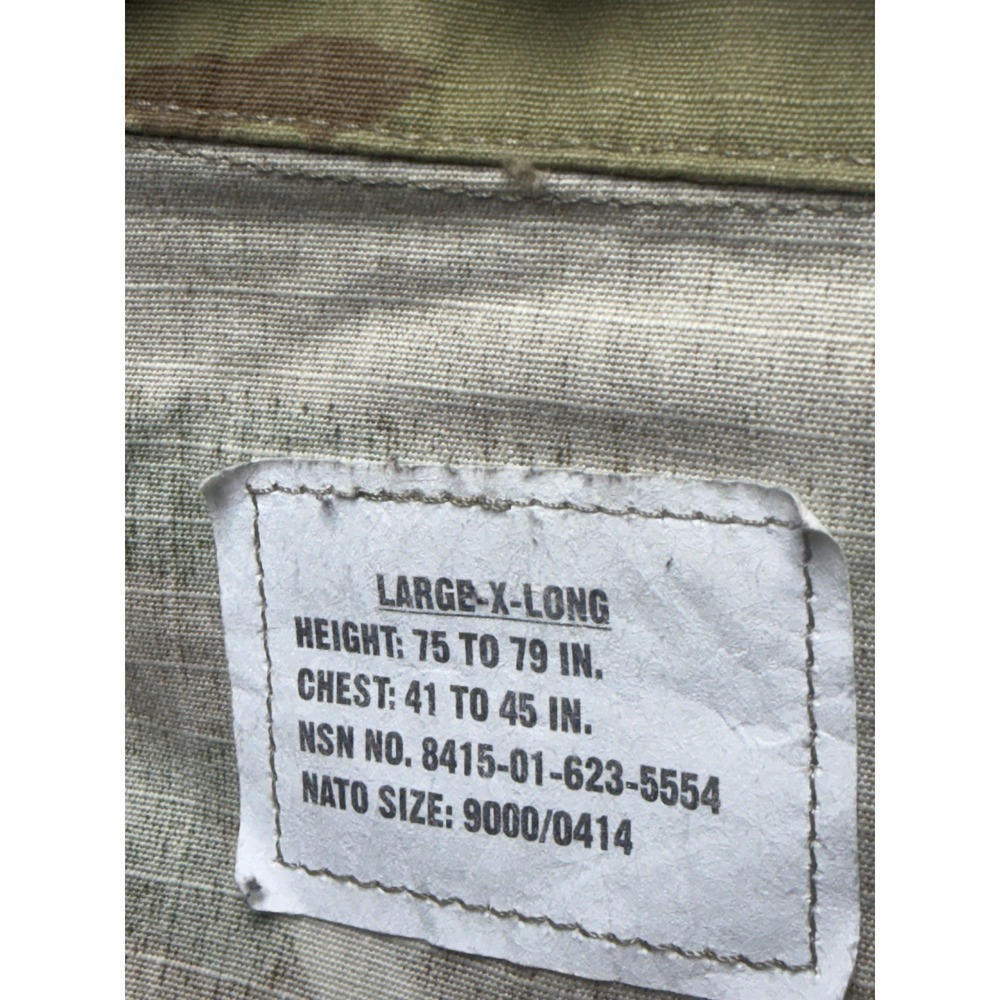 LARGE-X-LONG
HEIGHT: 75 TO 79 IN.
CHEST: 41 TO 45 IN.
NSN NO. 8415-01-623-5554
NATO SIZE: 9000/0414